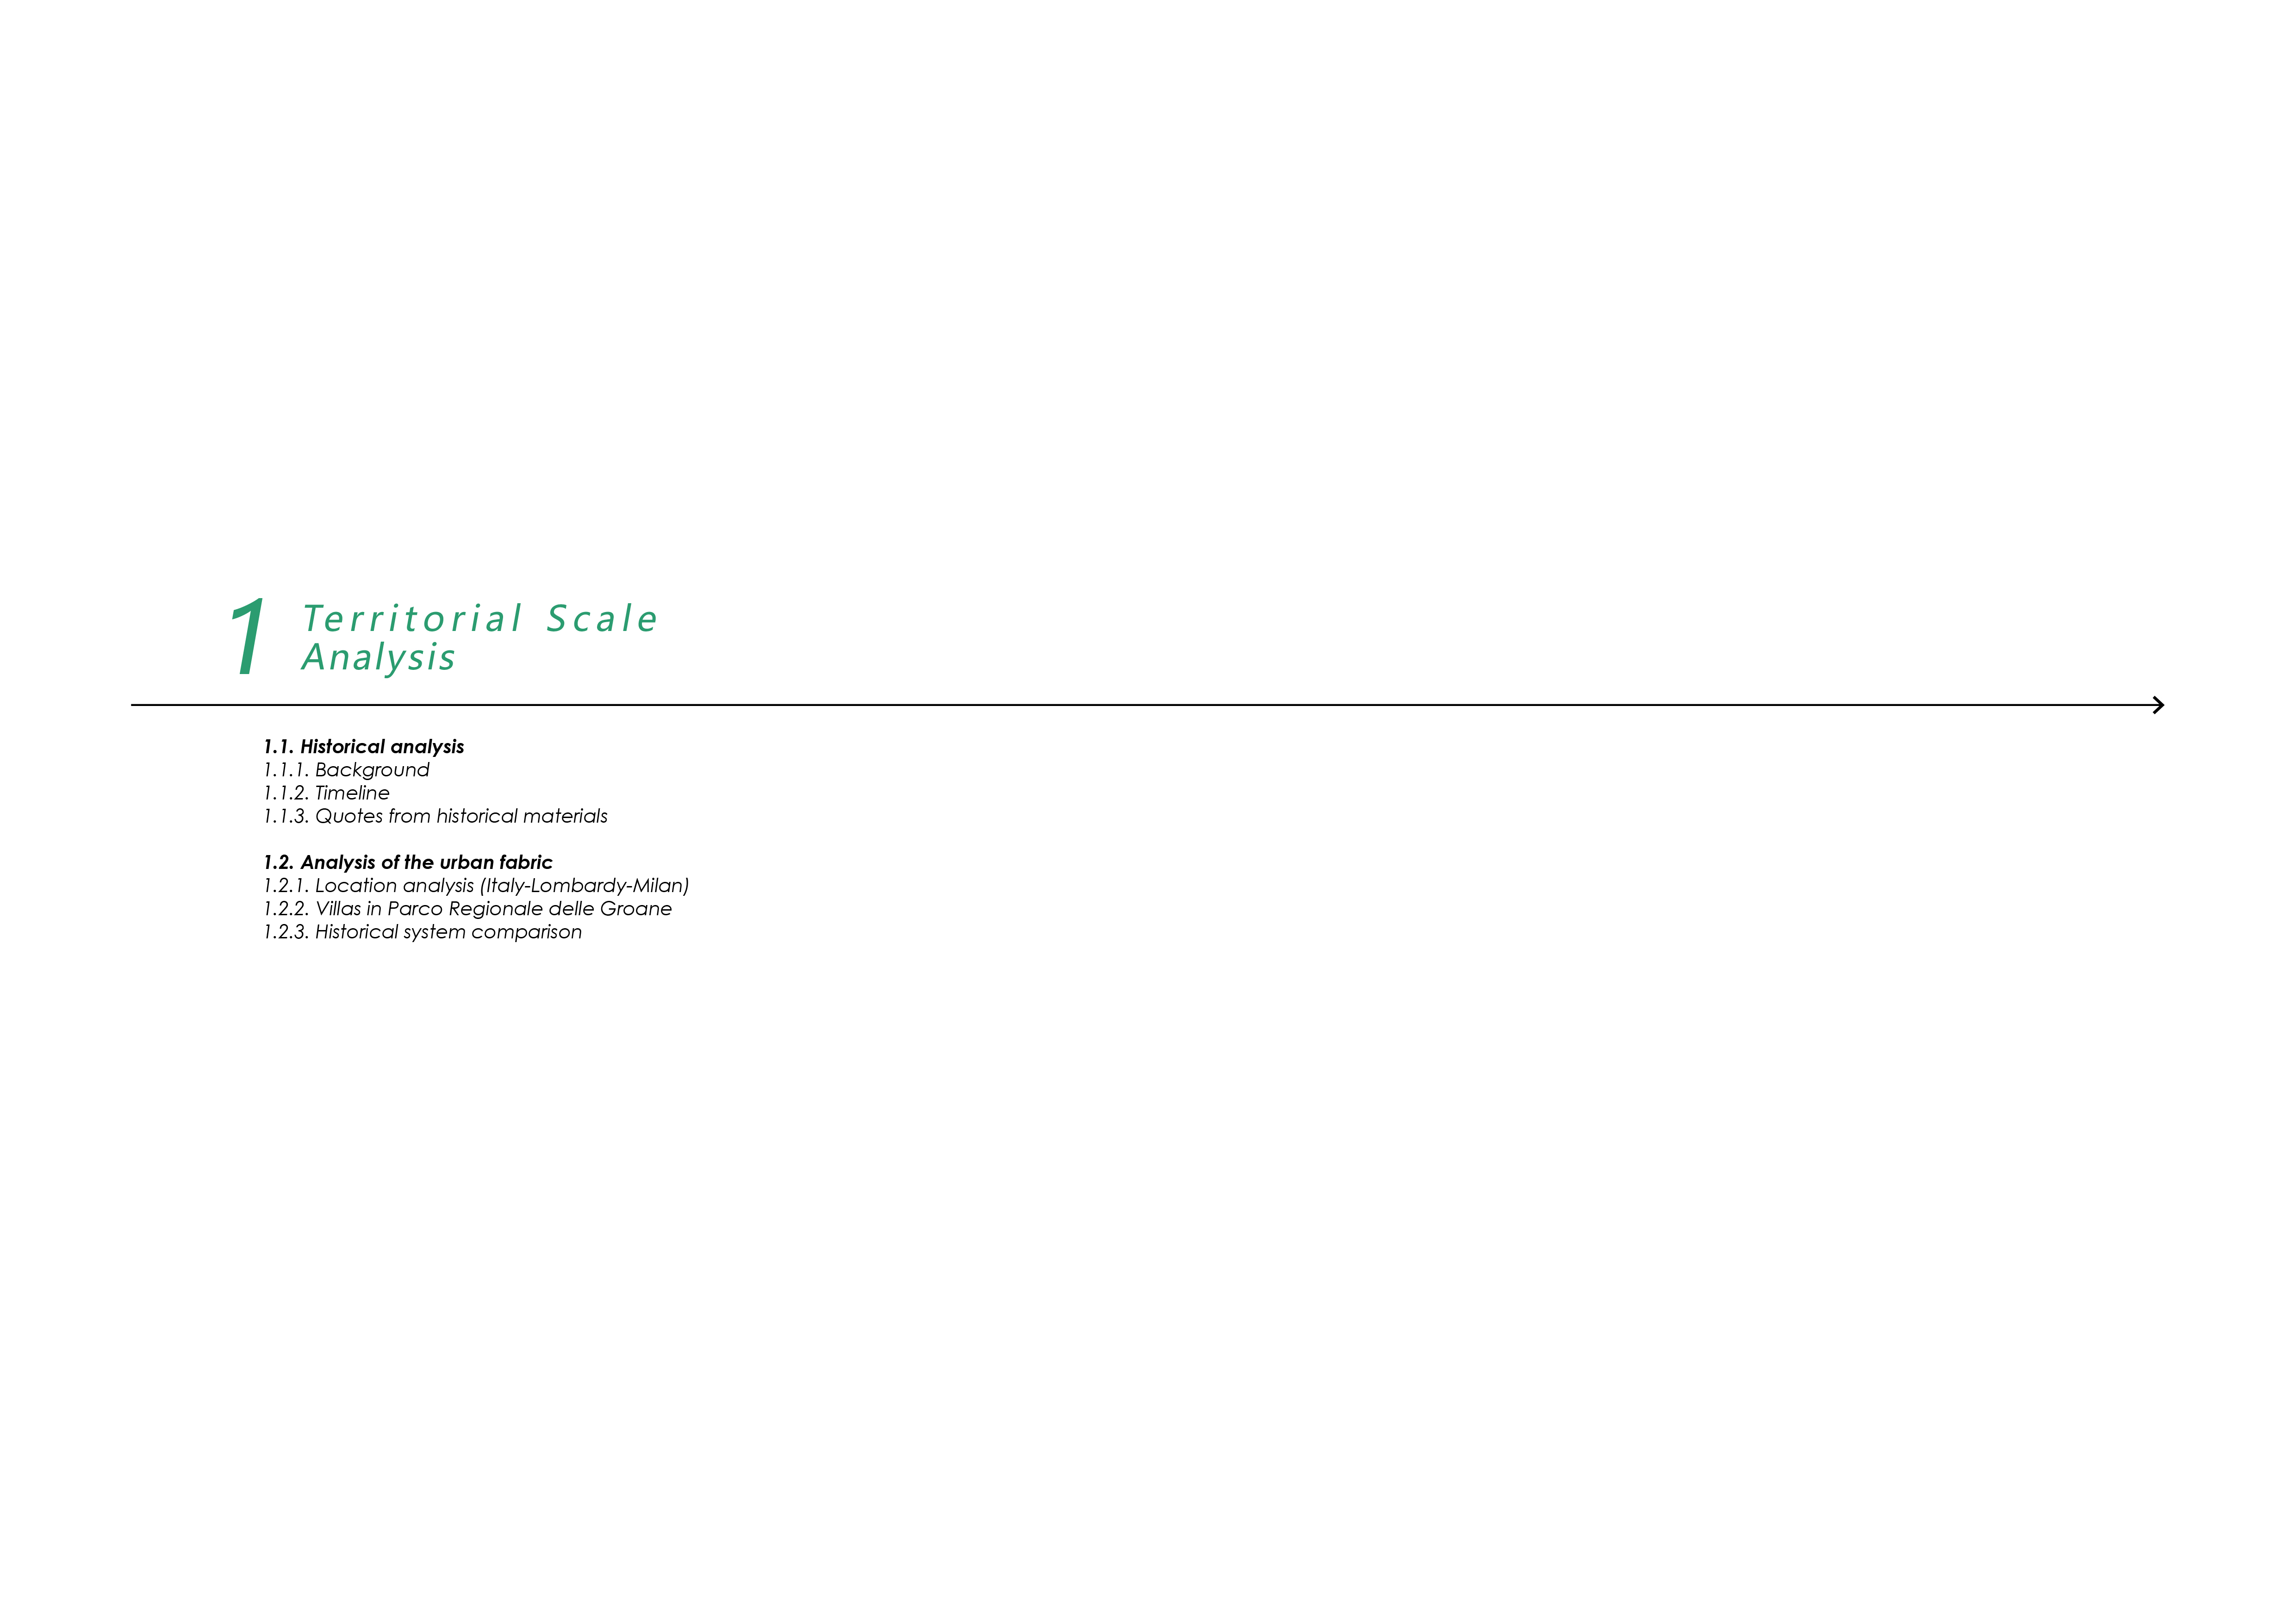 1
Territorial Scale
Analysis
1.1. Historical analysis
1.1.1. Background
1.1.2. Timeline
1.1.3. Quotes from historical materials
1.2. Analysis of the urban fabric
1.2.1. Location analysis (Italy-Lombardy-Milan)
1.2.2. Villas in Parco Regionale delle Groane
1.2.3. Historical system comparison